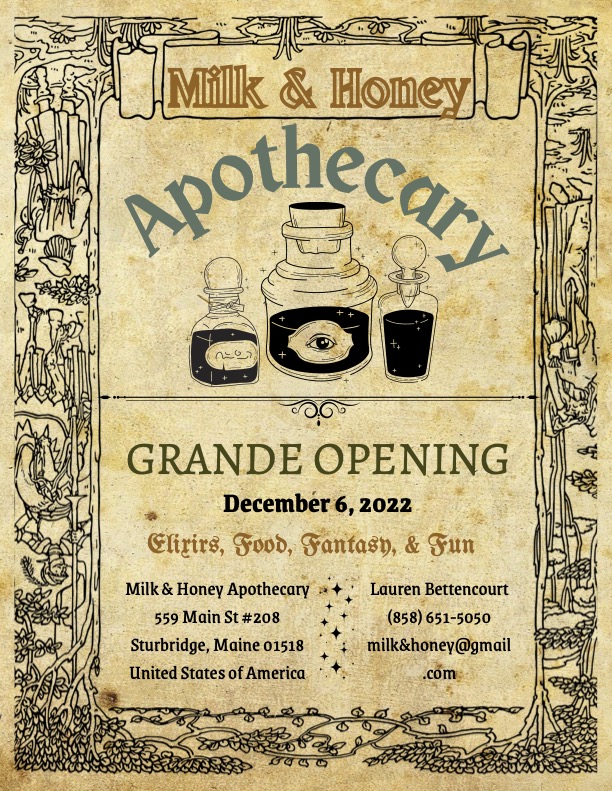 Milk & Honey
Apothecary
GRANDE OPENING
December 6, 2022
Elixirs, Food, Fantasy, & Fun
Milk & Honey Apothecary
559 Main St #208
Sturbridge, Maine 01518
United States of America
Lauren Bettencourt
(858) 651-5050
milk&honey@gmail
.com